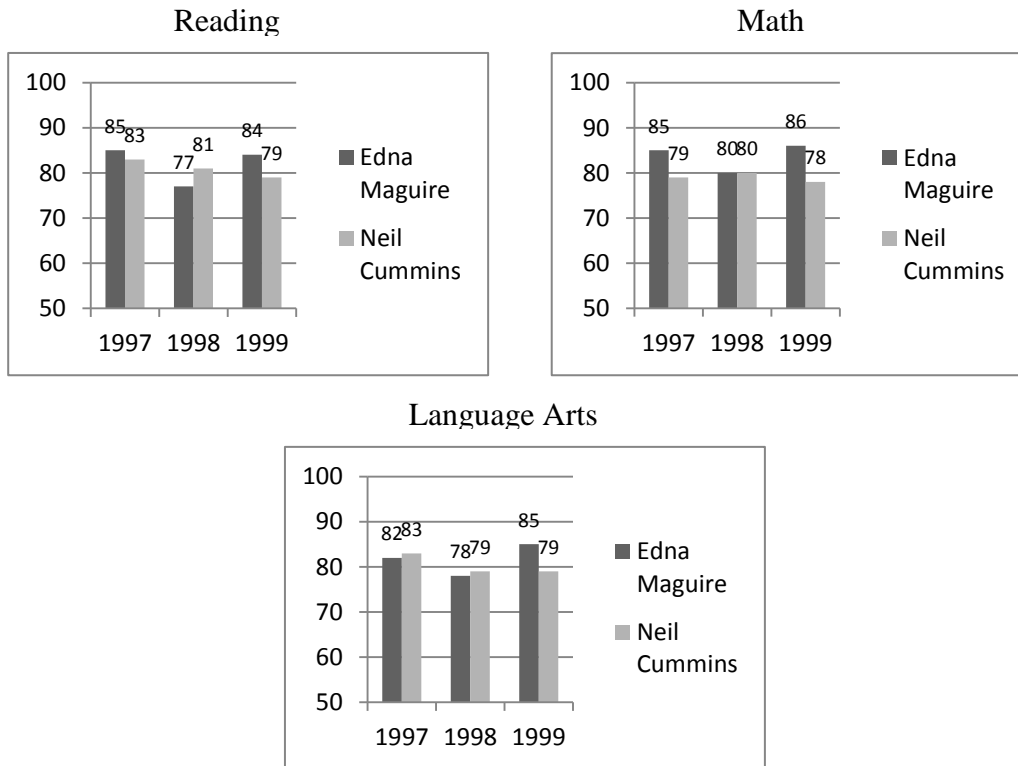 Reading
100
90
80
70
60
50
85
83
77
81
84
79
1997 1998 1999
Edna
Maguire
Neil
Cummins
Math
100
90
80
70
60
50
85
79
80 80
86
78
1997 1998 1999
Edna
Maguire
Neil
Cummins
Language Arts
100
90
80
70
60
50
82 83
78 79
85
79
1997 1998 1999
Edna
Maguire
Neil
Cummins